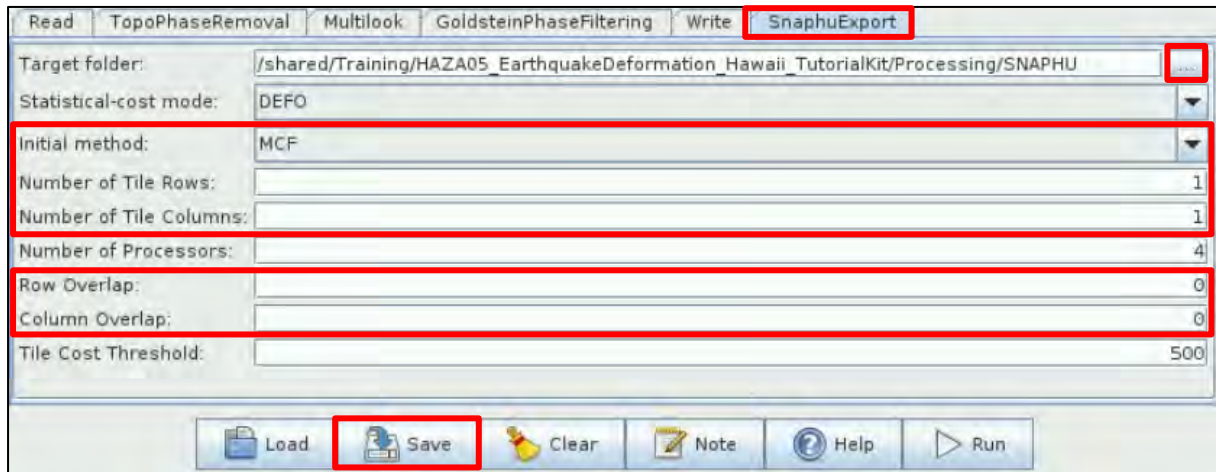 Read TopoPhaseRemoval Multilook GoldsteinPhaseFiltering Write SnaphuExport
Target folder: /shared/Training/HAZA05_EarthquakeDeformation_Hawaii_TutorialKit/Processing/SNAPHU ...
Statistical-cost mode: DEFO
Initial method: MCF
Number of Tile Rows: 1
Number of Tile Columns: 1
Number of Processors: 4
Row Overlap: 0
Column Overlap: 0
Tile Cost Threshold: 500
Load Save Clear Note Help Run